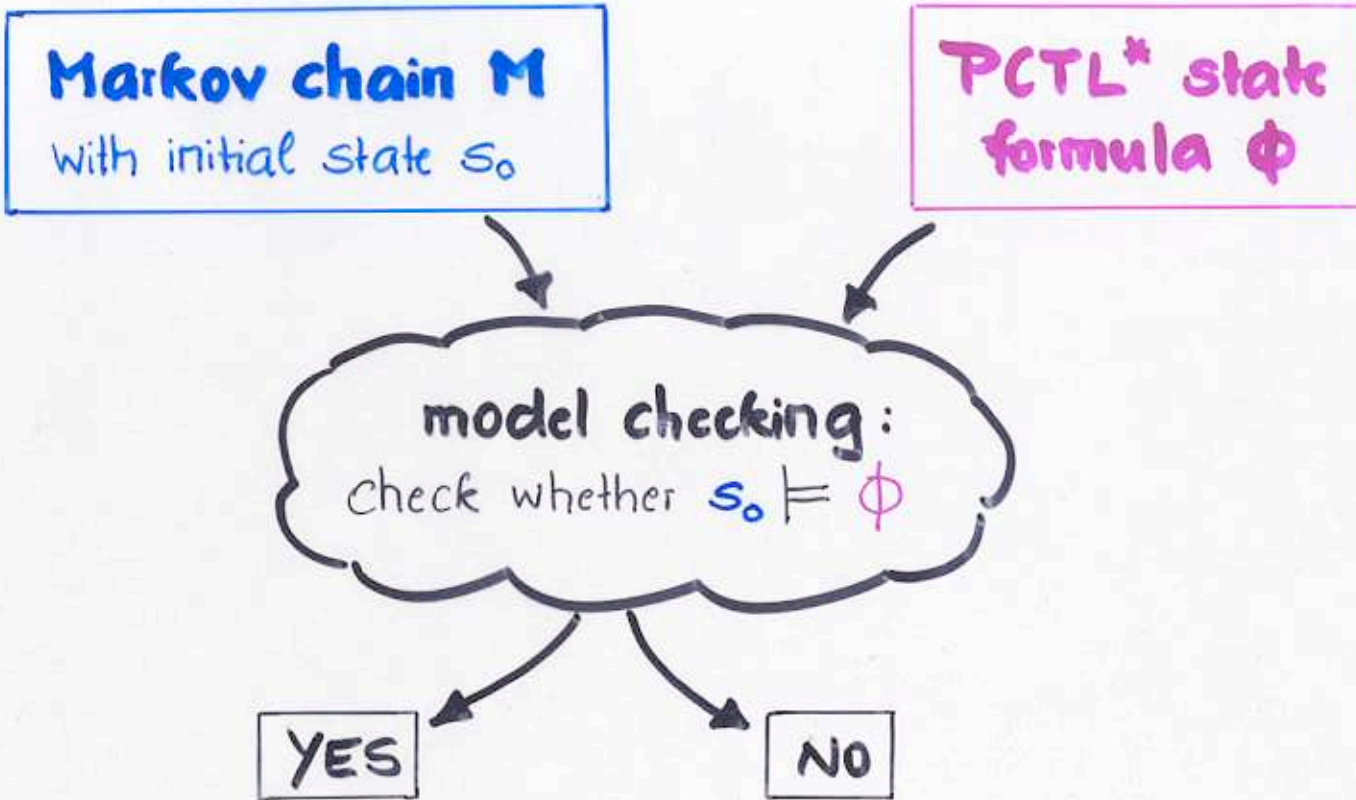 Markov chain M
with initial state s₀
PCTL* state
formula Φ
model checking:
check whether s₀ ⊨ Φ
YES
NO